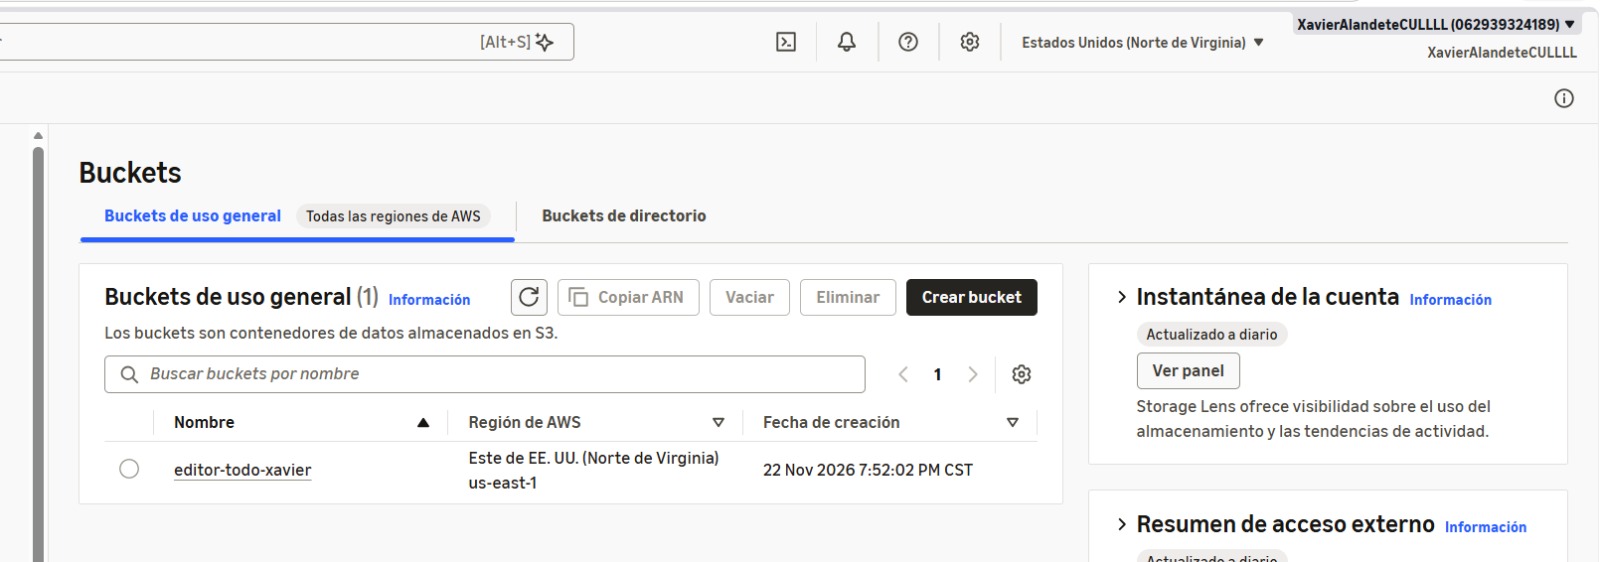 [Alt+S]
Estados Unidos (Norte de Virginia)
XavierAlandeteCULLLL (062939324189)
XavierAlandeteCULLLL
Buckets
Buckets de uso general Todas las regiones de AWS
Buckets de directorio
Buckets de uso general (1) Información
Copiar ARN
Vaciar
Eliminar
Crear bucket
Los buckets son contenedores de datos almacenados en S3.
Buscar buckets por nombre
1
Nombre
Región de AWS
Fecha de creación
editor-todo-xavier
Este de EE. UU. (Norte de Virginia)
us-east-1
22 Nov 2026 7:52:02 PM CST
Instantánea de la cuenta Información
Actualizado a diario
Ver panel
Storage Lens ofrece visibilidad sobre el uso del
almacenamiento y las tendencias de actividad.
Resumen de acceso externo Información
Actualizado a diario